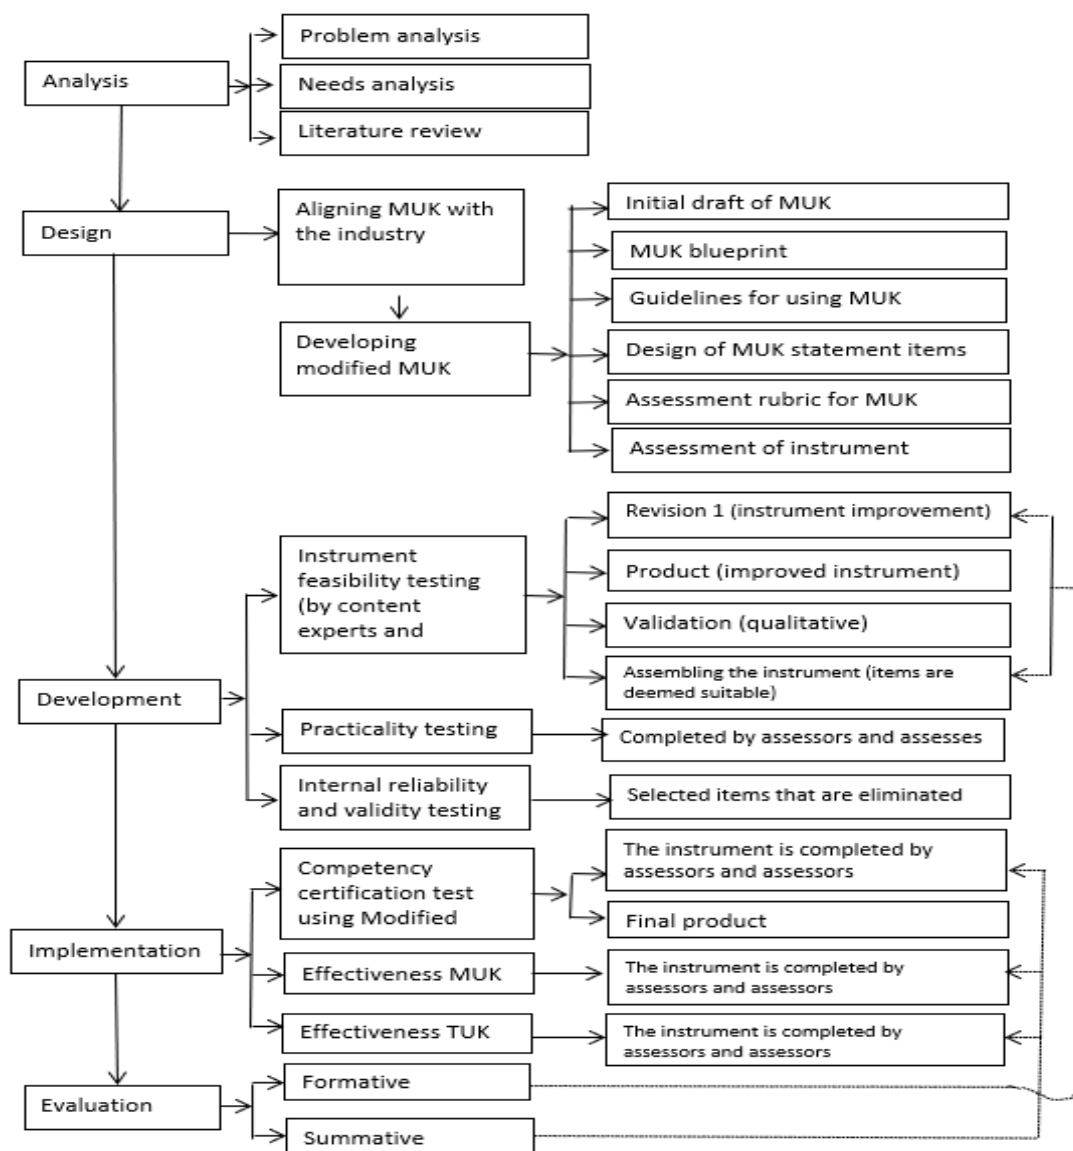 Problem analysis
Analysis
Needs analysis
Literature review
Aligning MUK with
the industry
Initial draft of MUK
Design
MUK blueprint
Guidelines for using MUK
Developing
modified MUK
Design of MUK statement items
Assessment rubric for MUK
Assessment of instrument
Revision 1 (instrument improvement)
Instrument
feasibility testing
(by content
experts and
Product (improved instrument)
Validation (qualitative)
Assembling the instrument (items are
deemed suitable)
Development
Practicality testing
Completed by assessors and assesses
Internal reliability
and validity testing
Selected items that are eliminated
Competency
certification test
using Modified
The instrument is completed by
assessors and assessors
Final product
Implementation
Effectiveness MUK
The instrument is completed by
assessors and assessors
Effectiveness TUK
The instrument is completed by
assessors and assessors
Formative
Evaluation
Summative